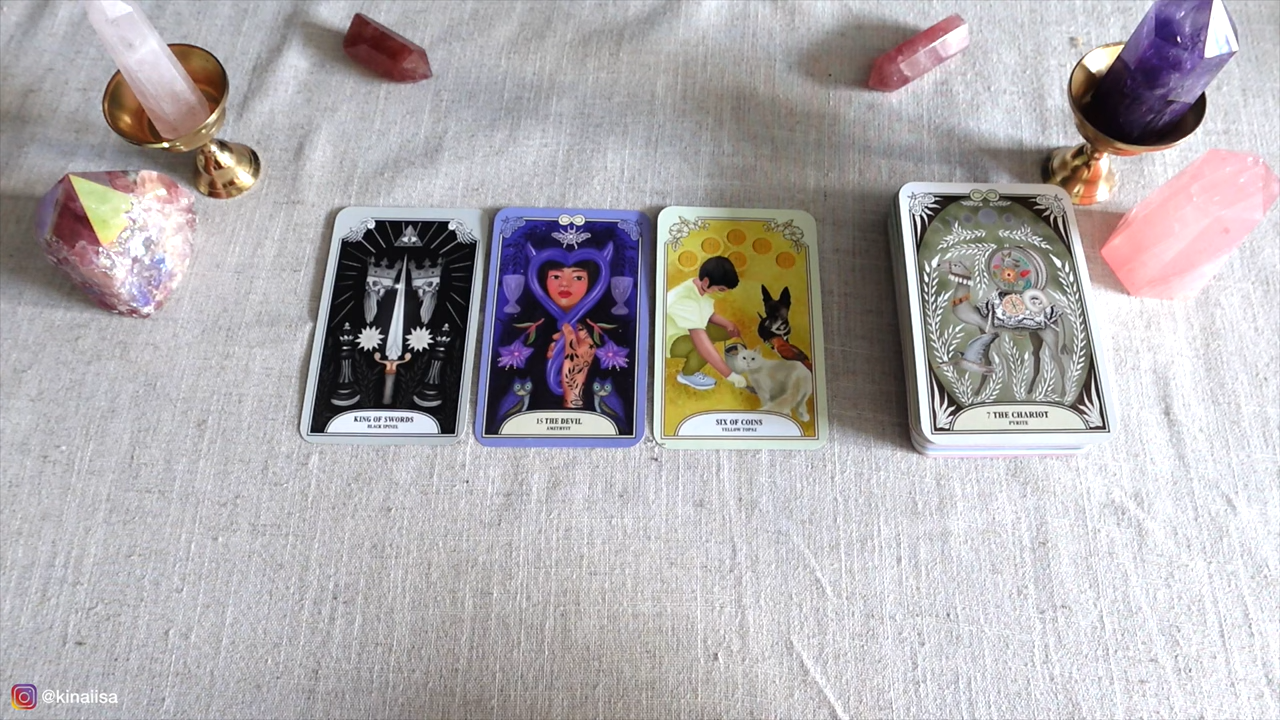 KING OF SWORDS
BLACK SPINEL
15 THE DEVIL
AMETHYST
SIX OF COINS
YELLOW TOPAZ
7 THE CHARIOT
PYRITE
@kinalisa